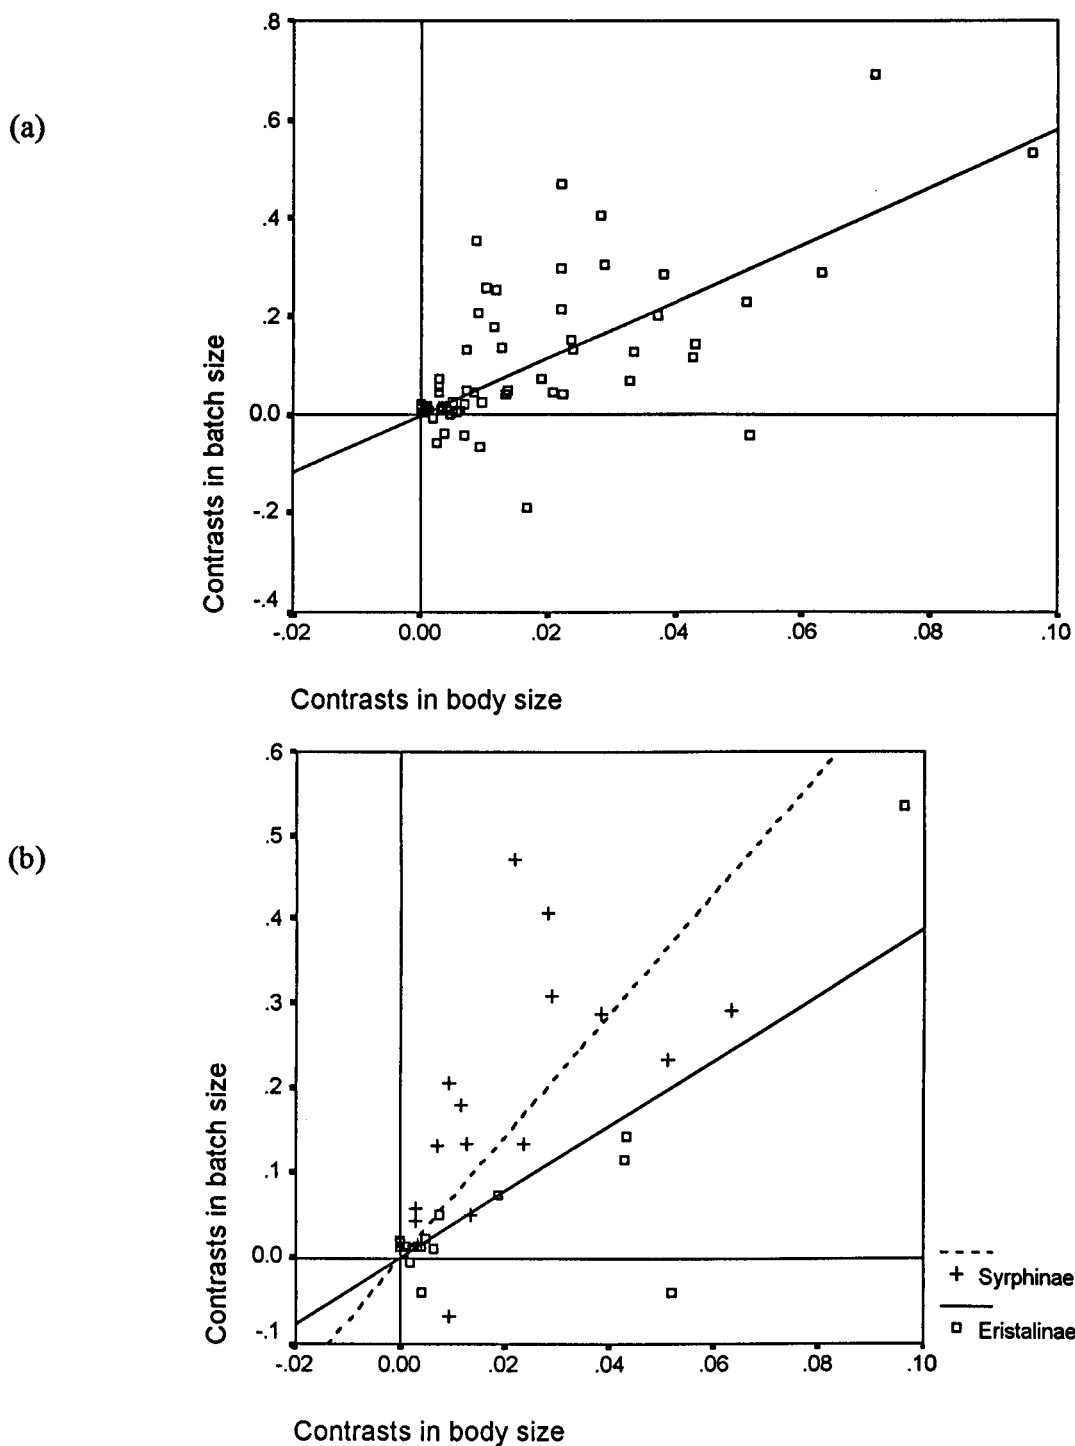 (a)
Contrasts in batch size
.8
.6
.4
.2
0.0
-.2
-.4
-.02 0.00 .02 .04 .06 .08 .10
Contrasts in body size
(b)
Contrasts in batch size
.6
.5
.4
.3
.2
.1
0.0
-.1
-.02 0.00 .02 .04 .06 .08 .10
Contrasts in body size
Syrphinae
Eristalinae